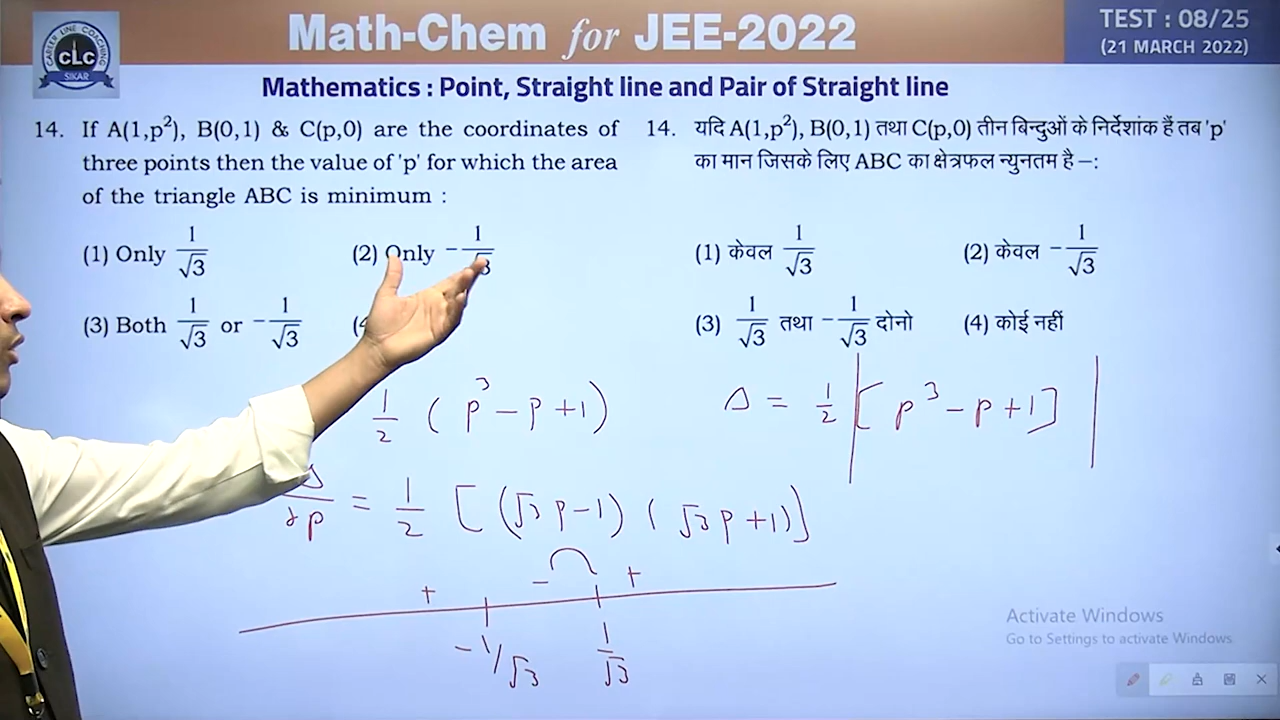 CAREER LINE COACHING
CLC
SIKAR
Math-Chem for JEE-2022
TEST : 08/25
(21 MARCH 2022)
Mathematics : Point, Straight line and Pair of Straight line
14. If A(1,p²), B(0,1) & C(p,0) are the coordinates of
three points then the value of 'p' for which the area
of the triangle ABC is minimum :
(1) Only 1/√3 (2) Only -1/√3
(3) Both 1/√3 or -1/√3
14. यदि A(1,p²), B(0,1) तथा C(p,0) तीन बिन्दुओं के निर्देशांक हैं तब 'p'
का मान जिसके लिए ABC का क्षेत्रफल न्युनतम है –:
(1) केवल 1/√3 (2) केवल -1/√3
(3) 1/√3 तथा -1/√3 दोनो (4) कोई नहीं
1/2 (p³ - p + 1)
Δ = 1/2 |[p³ - p + 1]|
= 1/2 [(√3p-1) (√3p+1)]
+ - +
-1/√3 1/√3
Activate Windows
Go to Settings to activate Windows